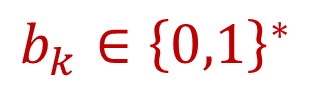 b_k ∈ {0,1}*